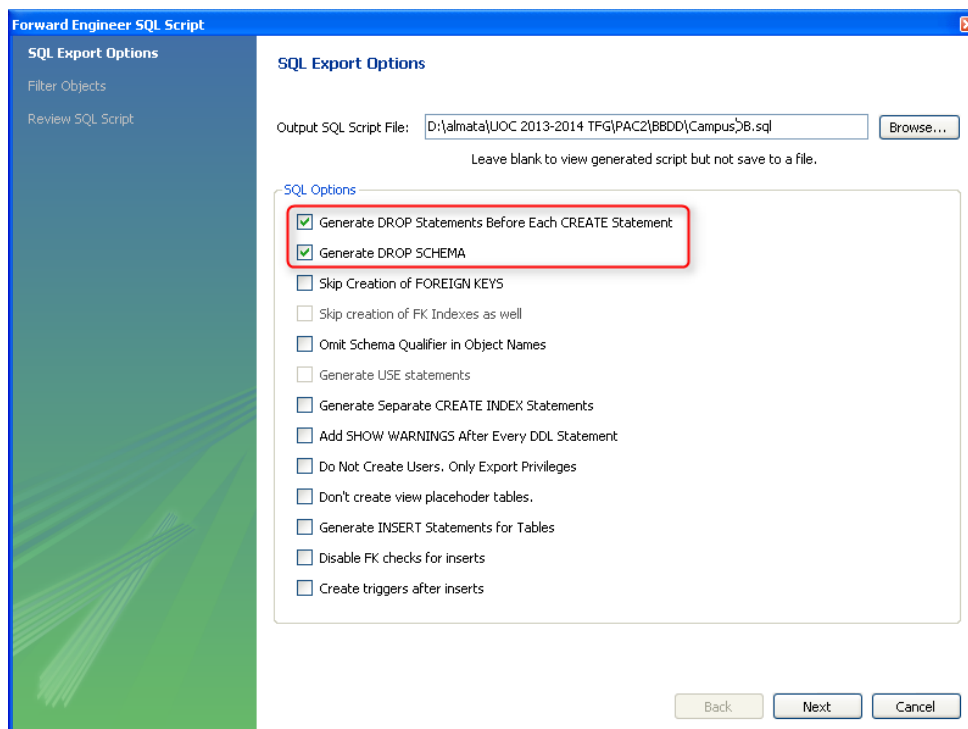 Forward Engineer SQL Script
SQL Export Options
Filter Objects
Review SQL Script
SQL Export Options
Output SQL Script File: D:\almata\UOC 2013-2014 TFG\PAC2\BBDD\CampusDB.sql Browse...
Leave blank to view generated script but not save to a file.
SQL Options
Generate DROP Statements Before Each CREATE Statement
Generate DROP SCHEMA
Skip Creation of FOREIGN KEYS
Skip creation of FK Indexes as well
Omit Schema Qualifier in Object Names
Generate USE statements
Generate Separate CREATE INDEX Statements
Add SHOW WARNINGS After Every DDL Statement
Do Not Create Users. Only Export Privileges
Don't create view placehoder tables.
Generate INSERT Statements for Tables
Disable FK checks for inserts
Create triggers after inserts
Back Next Cancel